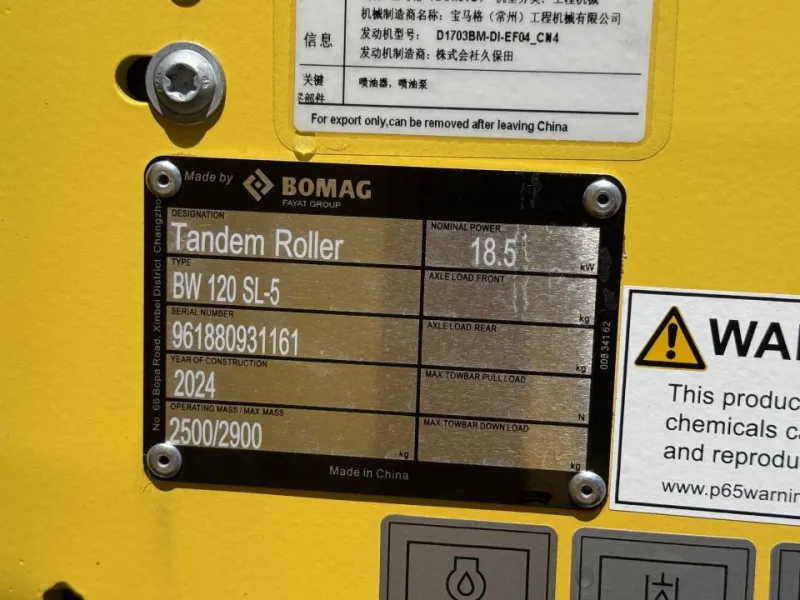 信息
机械制造商名称：宝马格（常州）工程机械有限公司
发动机型号： D1703BM-DI-EF04_CN4
发动机制造商：株式会社久保田
关键
部件
喷油器，喷油泵
For export only,can be removed after leaving China
Made by BOMAG
FAYAT GROUP
DESIGNATION
Tandem Roller
NOMINAL POWER
18.5 kW
TYPE
BW 120 SL-5
AXLE LOAD FRONT
kg
SERIAL NUMBER
961880931161
AXLE LOAD REAR
kg
YEAR OF CONSTRUCTION
2024
MAX TOWBAR PULL LOAD
N
OPERATING MASS / MAX MASS
2500/2900 kg
MAX TOWBAR DOWN LOAD
kg
Made in China
No. 66 Bopa Road, Xinbei District Changzho
008 341 62
WA
This produc
chemicals ca
and reprodu
www.p65warnin